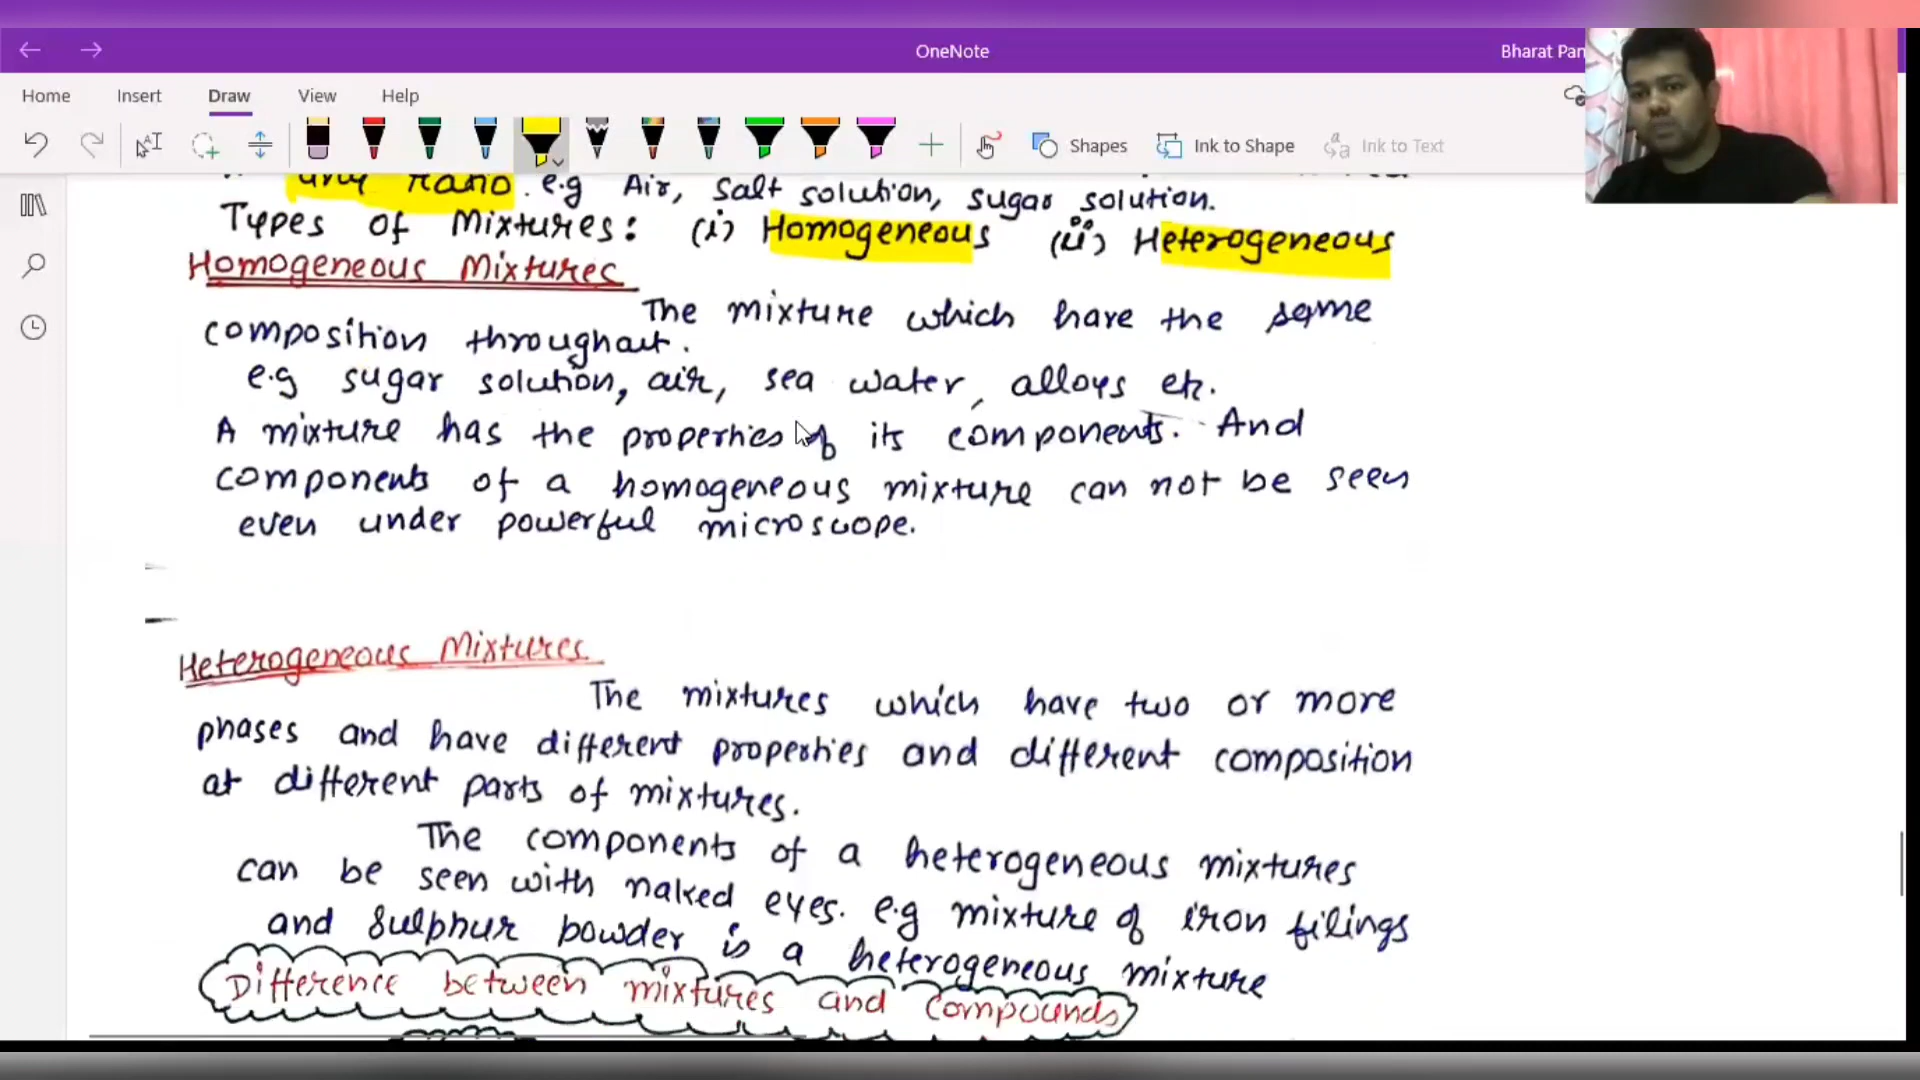 OneNote
Bharat Pan
Home Insert Draw View Help
Shapes Ink to Shape Ink to Text
any Ratio. e.g Air, salt solution, sugar solution.
Types of Mixtures: (i) Homogeneous (ii) Heterogeneous
Homogeneous Mixtures
The mixture which have the same
composition throughout.
e.g sugar solution, air, sea water, alloys etc.
A mixture has the properties of its components. And
components of a homogeneous mixture can not be seen
even under powerful microscope.
Heterogeneous Mixtures
The mixtures which have two or more
phases and have different properties and different composition
at different parts of mixtures.
The components of a heterogeneous mixtures
can be seen with naked eyes. e.g mixture of iron filings
and Sulphur powder is a heterogeneous mixture
Difference between mixtures and Compounds